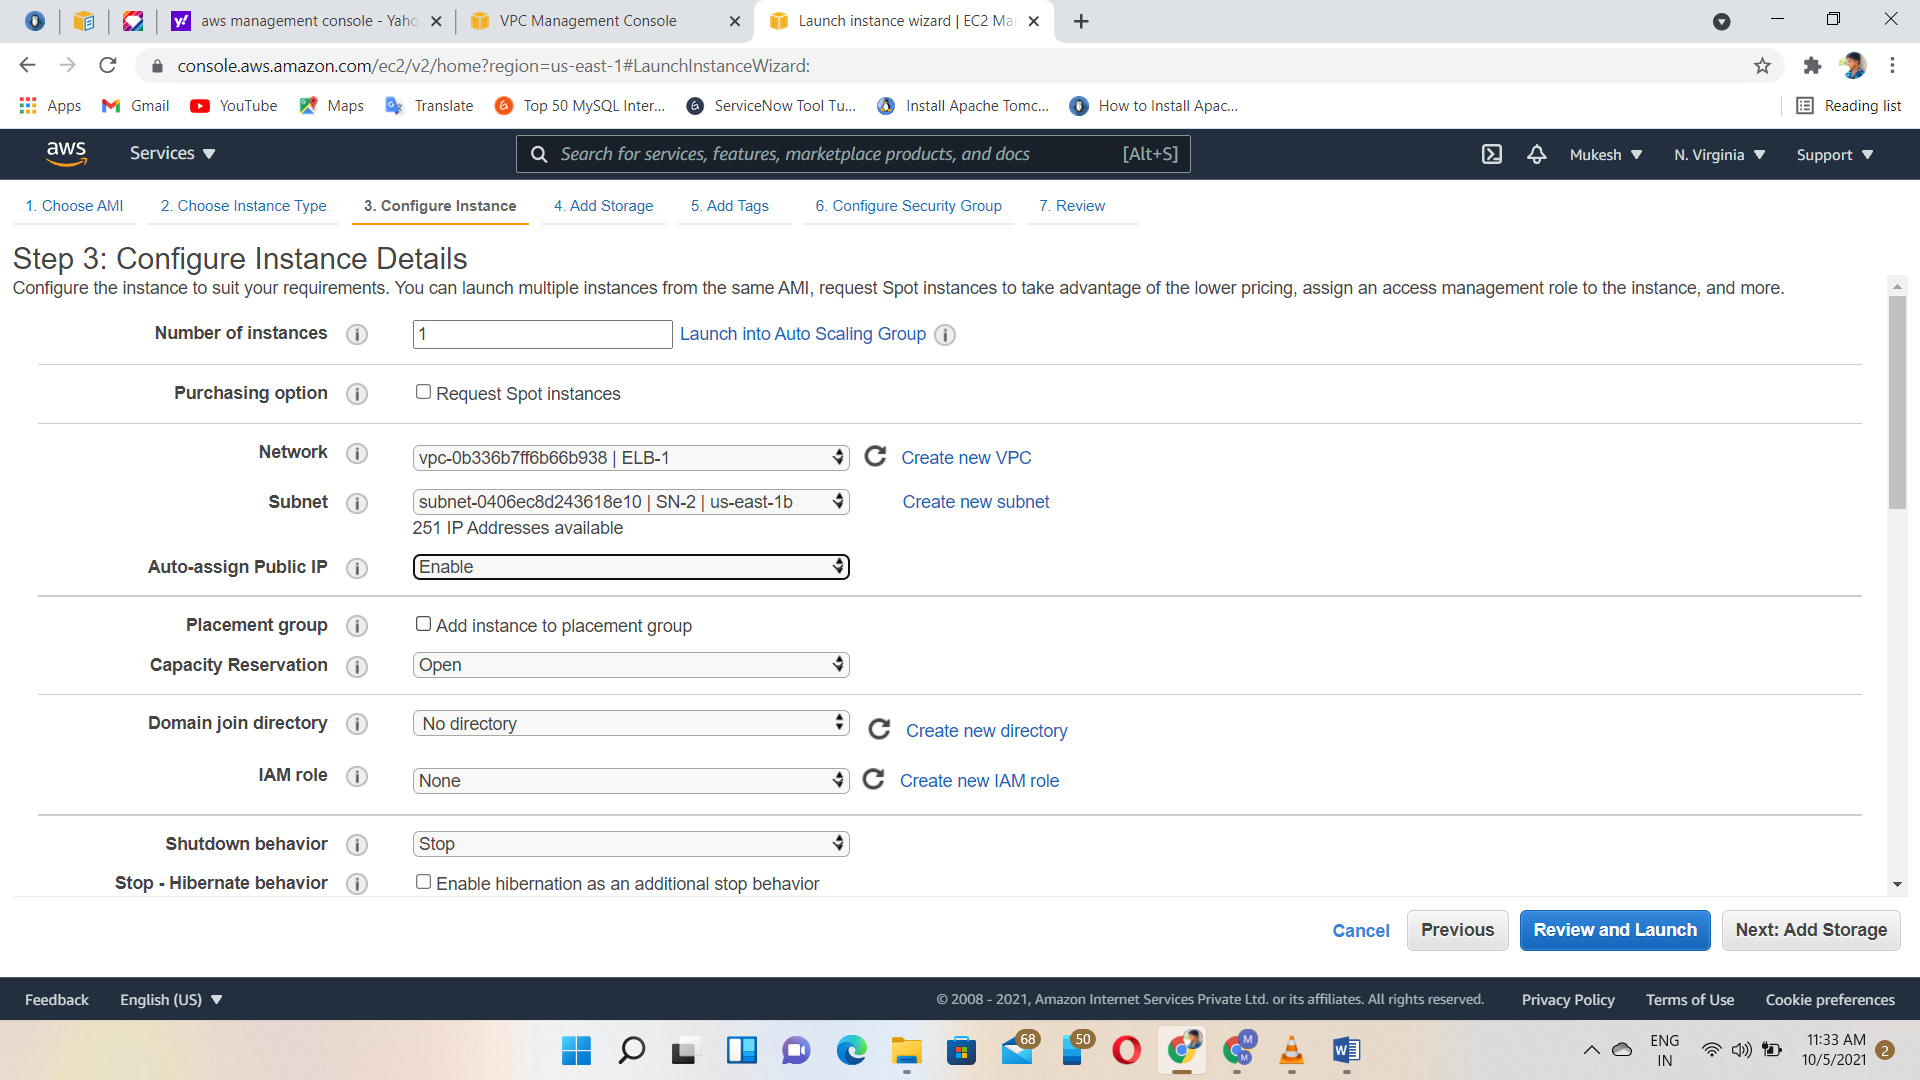 aws management console - Yaho
VPC Management Console
Launch instance wizard | EC2 Mar
console.aws.amazon.com/ec2/v2/home?region=us-east-1#LaunchInstanceWizard:
Apps
Gmail
YouTube
Maps
Translate
Top 50 MySQL Inter...
ServiceNow Tool Tu...
Install Apache Tomc...
How to Install Apac...
Reading list
aws
Services
Search for services, features, marketplace products, and docs
[Alt+S]
Mukesh
N. Virginia
Support
1. Choose AMI
2. Choose Instance Type
3. Configure Instance
4. Add Storage
5. Add Tags
6. Configure Security Group
7. Review
Step 3: Configure Instance Details
Configure the instance to suit your requirements. You can launch multiple instances from the same AMI, request Spot instances to take advantage of the lower pricing, assign an access management role to the instance, and more.
Number of instances
1
Launch into Auto Scaling Group
Purchasing option
Request Spot instances
Network
vpc-0b336b7ff6b66b938 | ELB-1
Create new VPC
Subnet
subnet-0406ec8d243618e10 | SN-2 | us-east-1b
Create new subnet
251 IP Addresses available
Auto-assign Public IP
Enable
Placement group
Add instance to placement group
Capacity Reservation
Open
Domain join directory
No directory
Create new directory
IAM role
None
Create new IAM role
Shutdown behavior
Stop
Stop - Hibernate behavior
Enable hibernation as an additional stop behavior
Cancel
Previous
Review and Launch
Next: Add Storage
Feedback
English (US)
© 2008 - 2021, Amazon Internet Services Private Ltd. or its affiliates. All rights reserved.
Privacy Policy
Terms of Use
Cookie preferences
68
50
M
M
ENG
IN
11:33 AM
10/5/2021
2